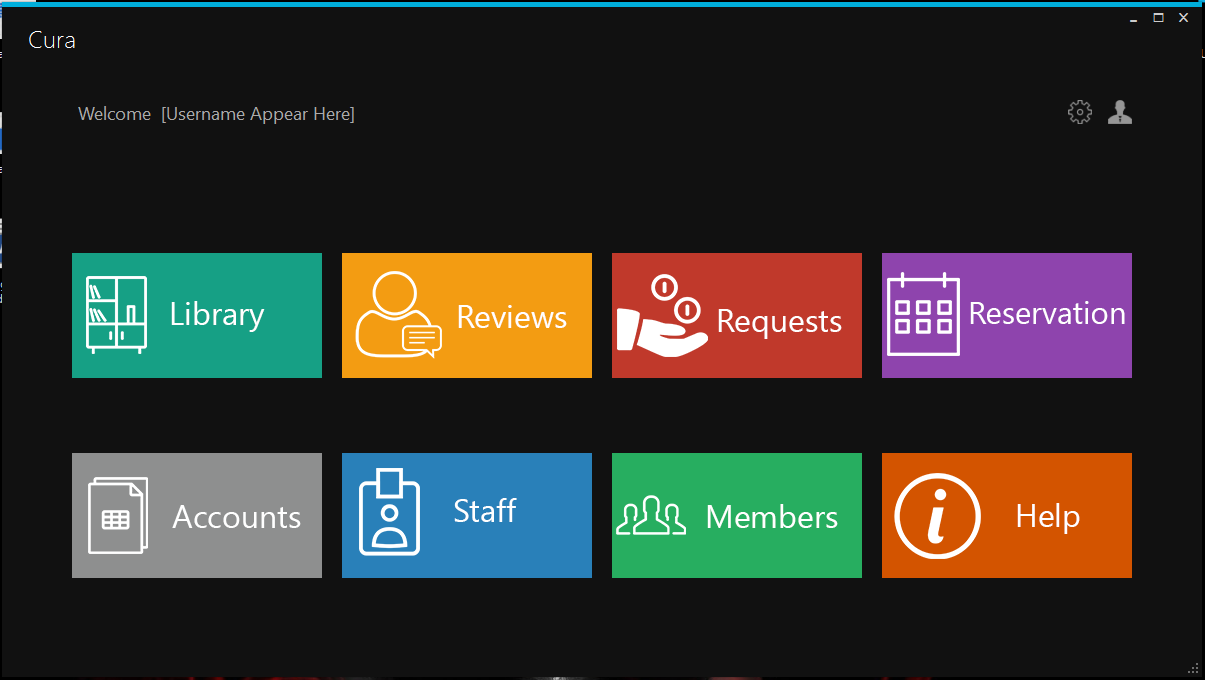 Cura
Welcome [Username Appear Here]
Library
Reviews
Requests
Reservation
Accounts
Staff
Members
Help